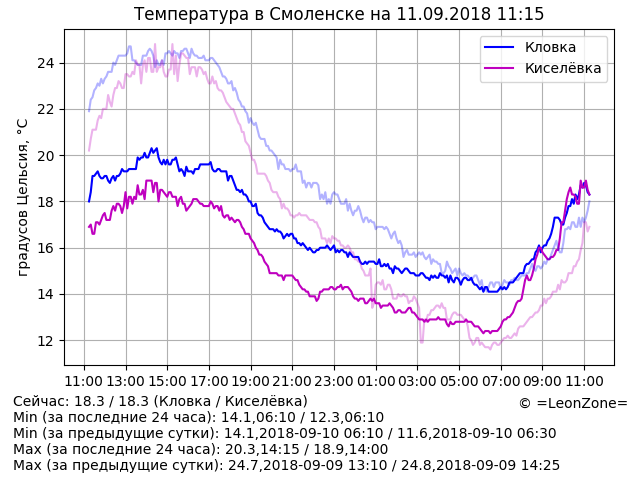 Температура в Смоленске на 11.09.2018 11:15
Кловка
Киселёвка
градусов Цельсия, °C
24
22
20
18
16
14
12
11:00 13:00 15:00 17:00 19:00 21:00 23:00 01:00 03:00 05:00 07:00 09:00 11:00
Сейчас: 18.3 / 18.3 (Кловка / Киселёвка)
© =LeonZone=
Min (за последние 24 часа): 14.1,06:10 / 12.3,06:10
Min (за предыдущие сутки): 14.1,2018-09-10 06:10 / 11.6,2018-09-10 06:30
Max (за последние 24 часа): 20.3,14:15 / 18.9,14:00
Max (за предыдущие сутки): 24.7,2018-09-09 13:10 / 24.8,2018-09-09 14:25